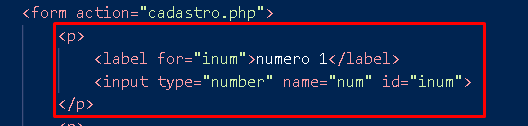 <form action="cadastro.php">
<p>
<label for="inum">numero 1</label>
<input type="number" name="num" id="inum">
</p>